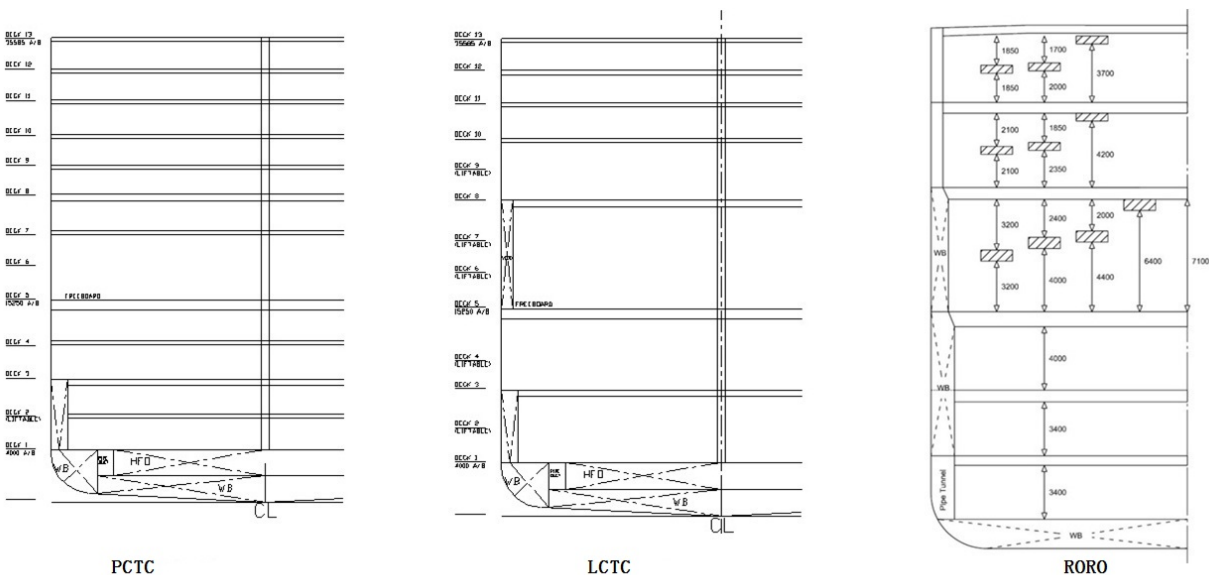 DECK 13
DECK 12
DECK 11
DECK 10
DECK 9
DECK 8
DECK 7
DECK 6
DECK 5
15250 A/B
FREEBOARD
DECK 4
DECK 3
DECK 2
(LIFTABLE)
DECK 1
4000 A/B
WB
HFO
WB
CL
PCTC
DECK 13
DECK 12
DECK 11
DECK 10
DECK 9
(LIFTABLE)
DECK 8
DECK 7
(LIFTABLE)
DECK 6
(LIFTABLE)
VOID
DECK 5
15250 A/B
FREEBOARD
DECK 4
(LIFTABLE)
DECK 3
DECK 2
(LIFTABLE)
DECK 1
4000 A/B
WB
HFO
WB
CL
LCTC
1850
1700
3700
1850
2000
2100
1850
4200
2100
2350
3200
2400
2000
WB
6400
7100
3200
4000
4400
4000
WB
3400
3400
Pipe Tunnel
WB
RORO